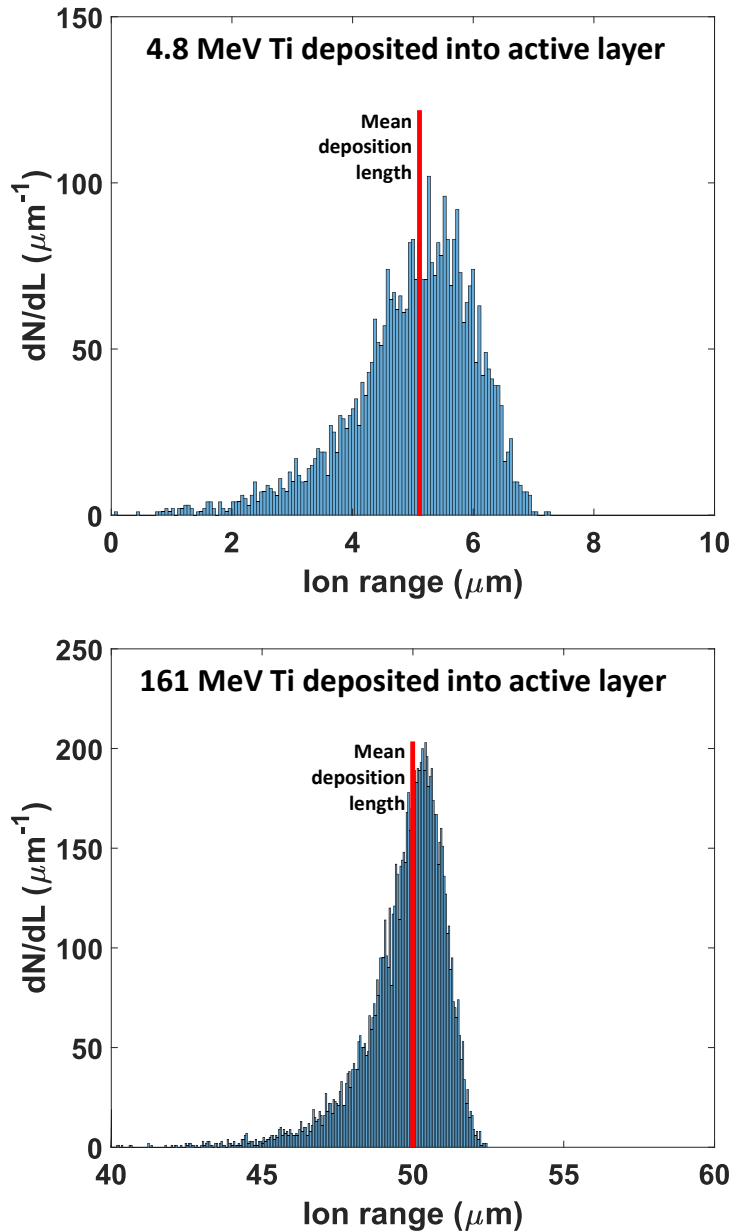 4.8 MeV Ti deposited into active layer
150
100
50
0
dN/dL (μm⁻¹)
Mean
deposition
length
0 2 4 6 8 10
Ion range (μm)
161 MeV Ti deposited into active layer
250
200
150
100
50
0
dN/dL (μm⁻¹)
Mean
deposition
length
40 45 50 55 60
Ion range (μm)